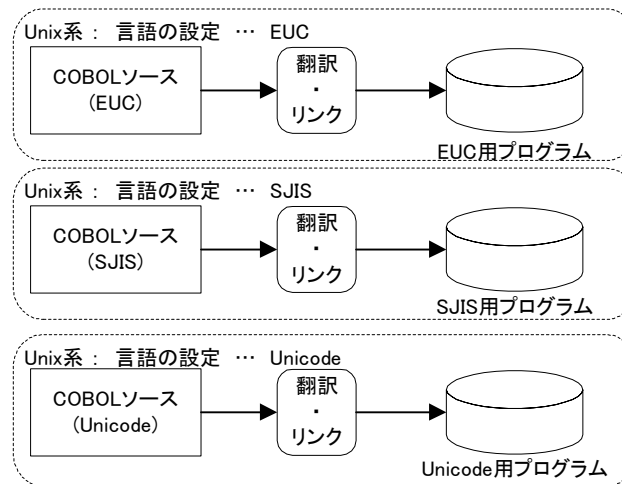 Unix系： 言語の設定 … EUC
COBOLソース
(EUC)
翻訳
・
リンク
EUC用プログラム
Unix系： 言語の設定 … SJIS
COBOLソース
(SJIS)
翻訳
・
リンク
SJIS用プログラム
Unix系： 言語の設定 … Unicode
COBOLソース
(Unicode)
翻訳
・
リンク
Unicode用プログラム